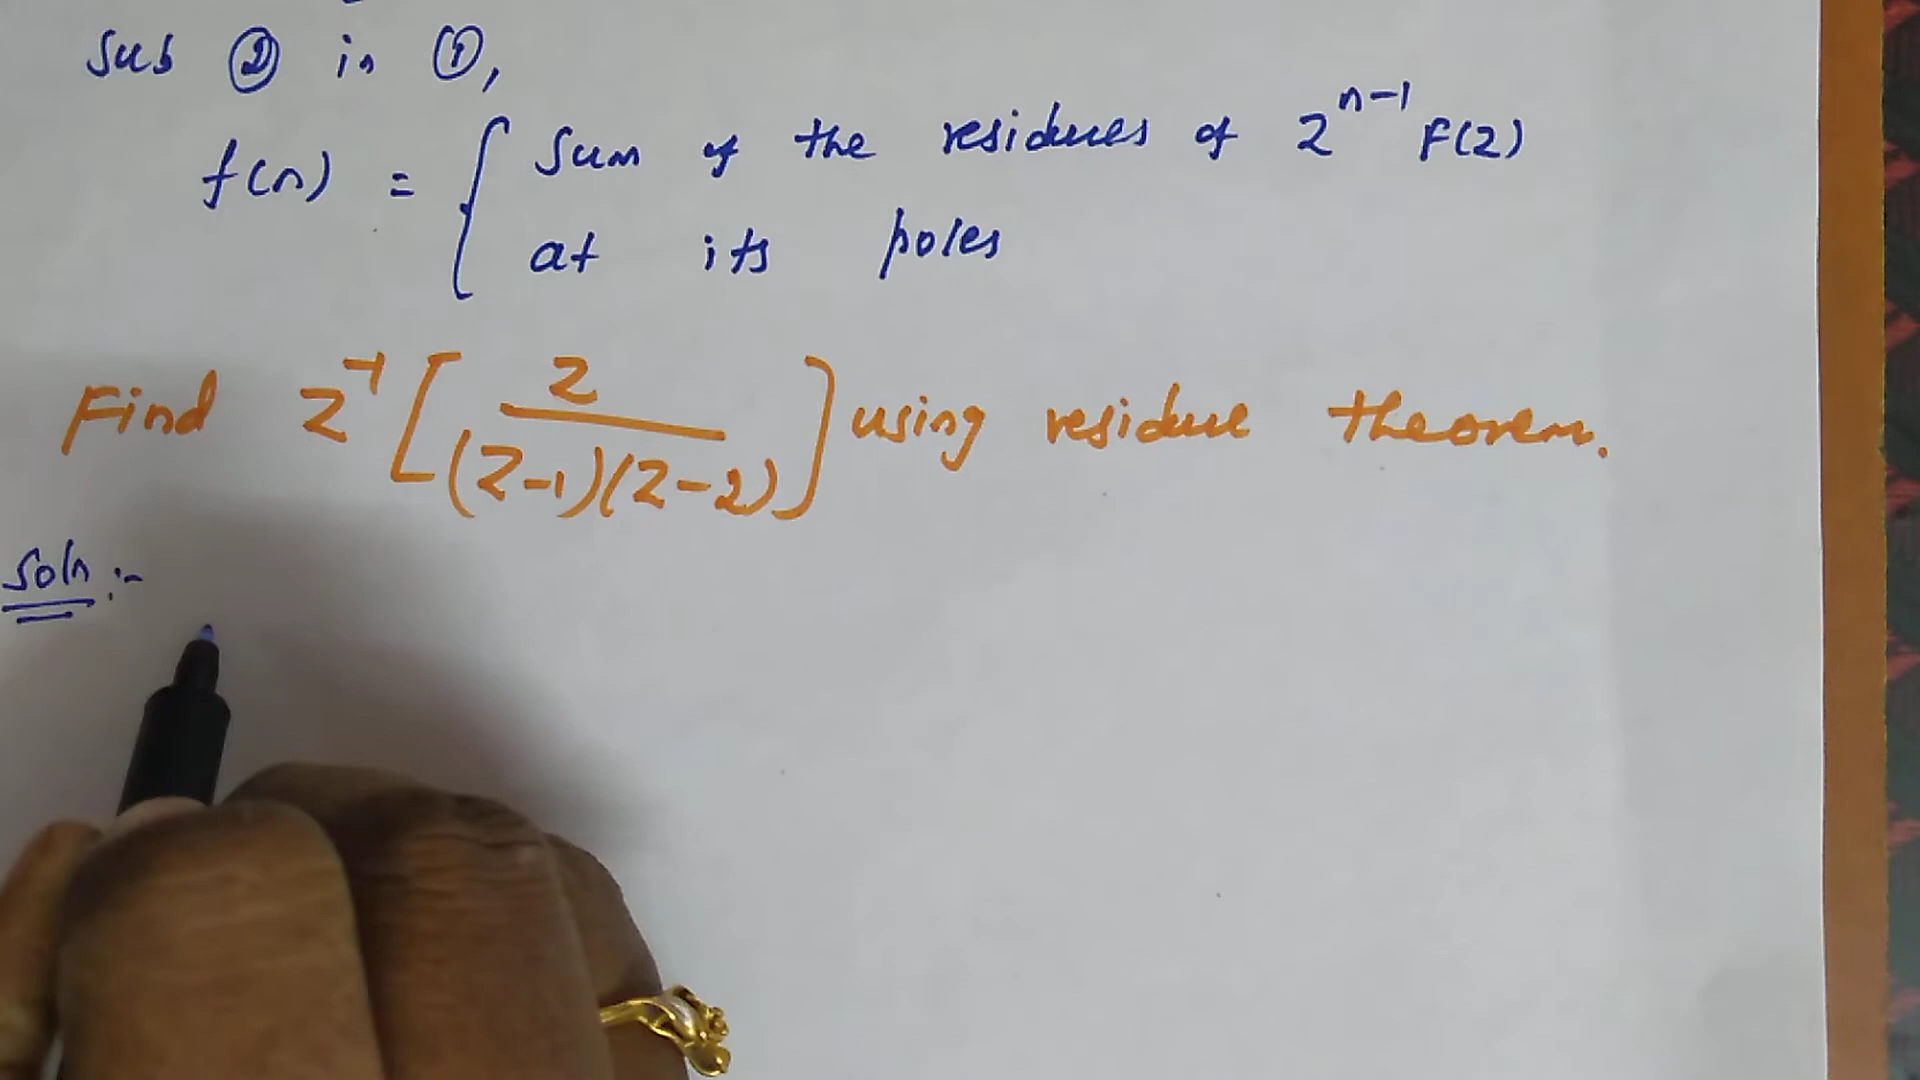 Sub ② in ①,
f(n) = { Sum of the residues of z^{n-1} F(z)
at its poles
Find Z^{-1} [ z / (z-1)(z-2) ] using residue theorem.
Soln :-